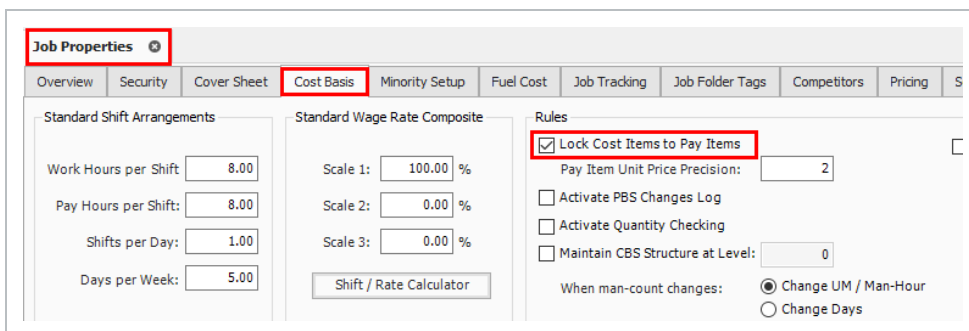 Job Properties
Overview Security Cover Sheet Cost Basis Minority Setup Fuel Cost Job Tracking Job Folder Tags Competitors Pricing S
Standard Shift Arrangements
Work Hours per Shift 8.00
Pay Hours per Shift: 8.00
Shifts per Day: 1.00
Days per Week: 5.00
Standard Wage Rate Composite
Scale 1: 100.00 %
Scale 2: 0.00 %
Scale 3: 0.00 %
Shift / Rate Calculator
Rules
Lock Cost Items to Pay Items
Pay Item Unit Price Precision: 2
Activate PBS Changes Log
Activate Quantity Checking
Maintain CBS Structure at Level: 0
When man-count changes: Change UM / Man-Hour
Change Days